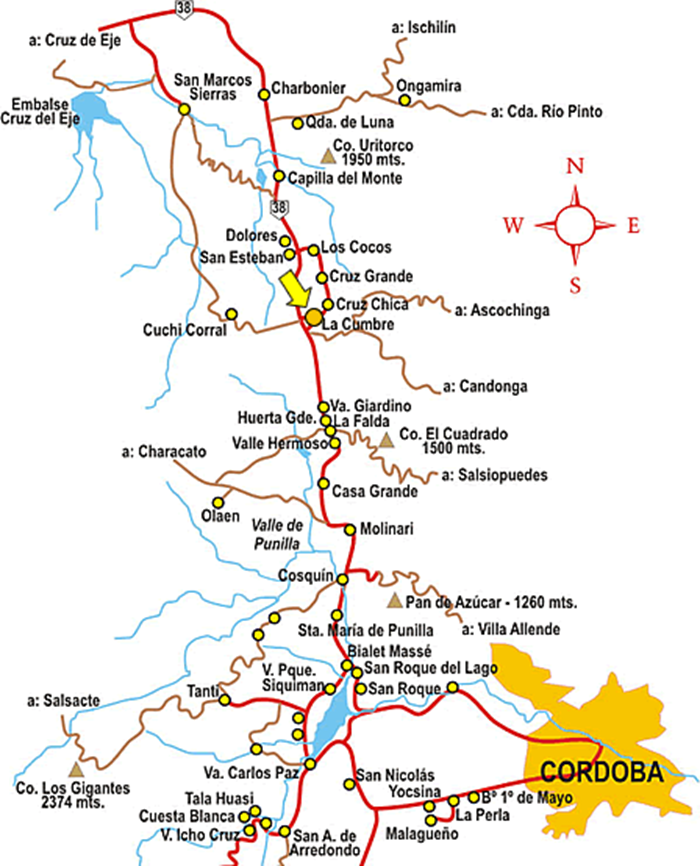 38
a: Cruz de Eje
a: Ischilín
San Marcos
Sierras
Charbonier
Ongamira
Embalse
Cruz del Eje
a: Cda. Río Pinto
Qda. de Luna
Co. Uritorco
1950 mts.
Capilla del Monte
N
W
E
S
38
Dolores
Los Cocos
San Esteban
Cruz Grande
Cruz Chica
a: Ascochinga
La Cumbre
Cuchi Corral
a: Candonga
Va. Giardino
Huerta Gde.
La Falda
Valle Hermoso
Co. El Cuadrado
1500 mts.
a: Characato
a: Salsiopuedes
Casa Grande
Olaen
Valle de
Punilla
Molinari
Cosquín
Pan de Azúcar - 1260 mts.
Sta. María de Punilla
a: Villa Allende
Bialet Massé
San Roque del Lago
V. Pque.
Siquiman
San Roque
Tanti
a: Salsacte
Co. Los Gigantes
2374 mts.
Va. Carlos Paz
CORDOBA
San Nicolás
Yocsina
Bº 1º de Mayo
La Perla
Malagueño
Tala Huasi
Cuesta Blanca
V. Icho Cruz
San A. de
Arredondo